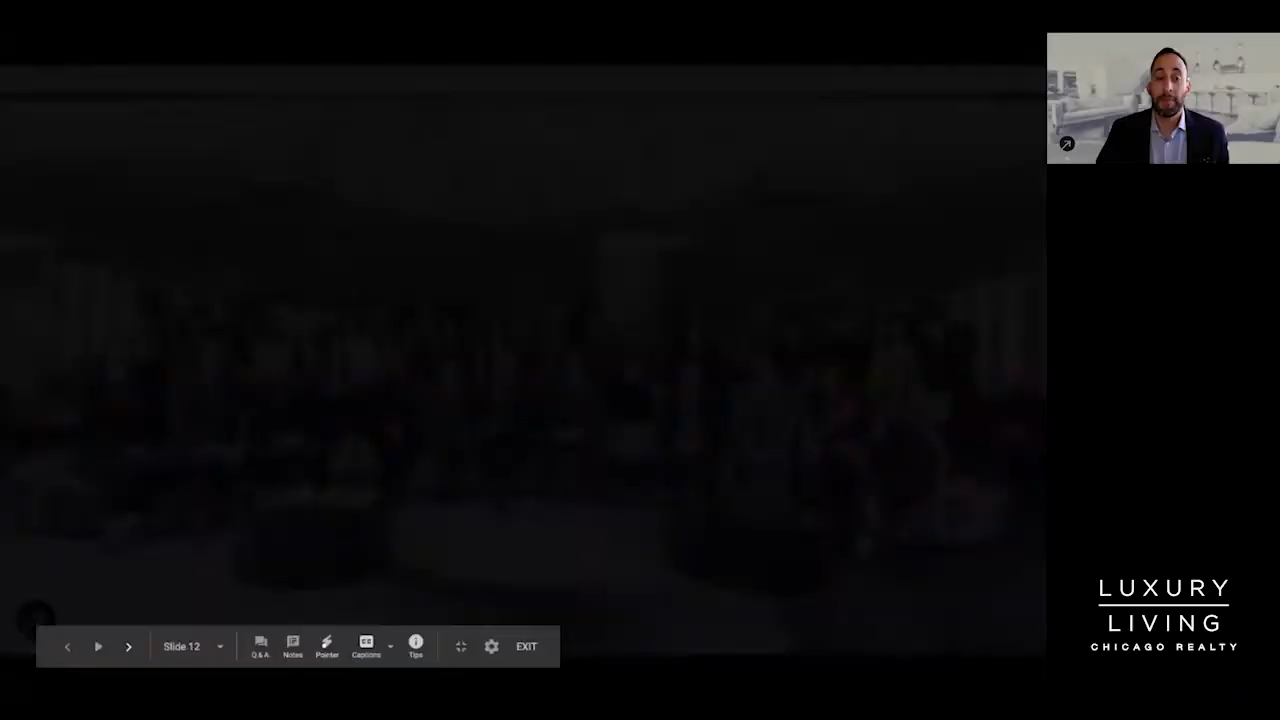 Slide 12
Q & A
Notes
Pointer
Captions
Tips
EXIT
LUXURY
LIVING
CHICAGO REALTY